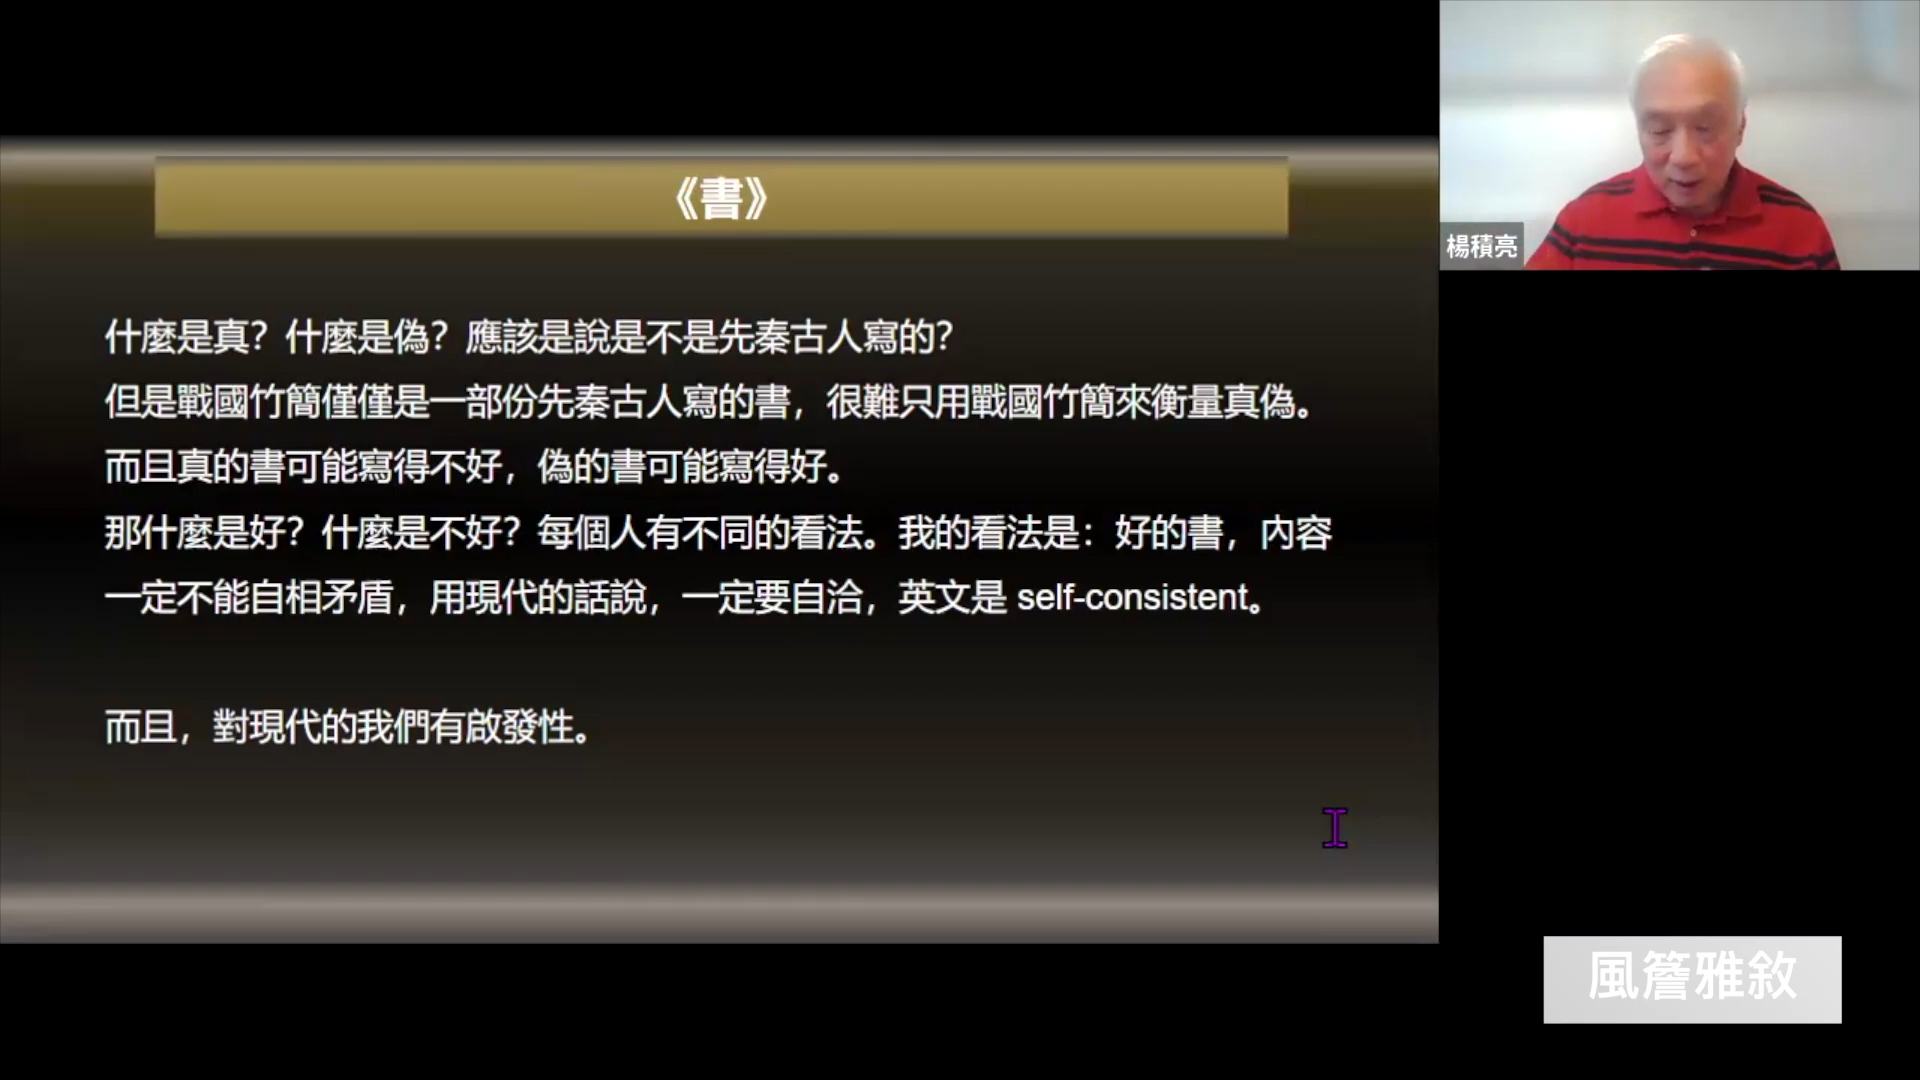 《書》
什麼是真？什麼是偽？應該是說是不是先秦古人寫的？
但是戰國竹簡僅僅是一部份先秦古人寫的書，很難只用戰國竹簡來衡量真偽。
而且真的書可能寫得不好，偽的書可能寫得好。
那什麼是好？什麼是不好？每個人有不同的看法。我的看法是：好的書，內容
一定不能自相矛盾，用現代的話說，一定要自洽，英文是 self-consistent。
而且，對現代的我們有啟發性。
楊積亮
風簷雅敘